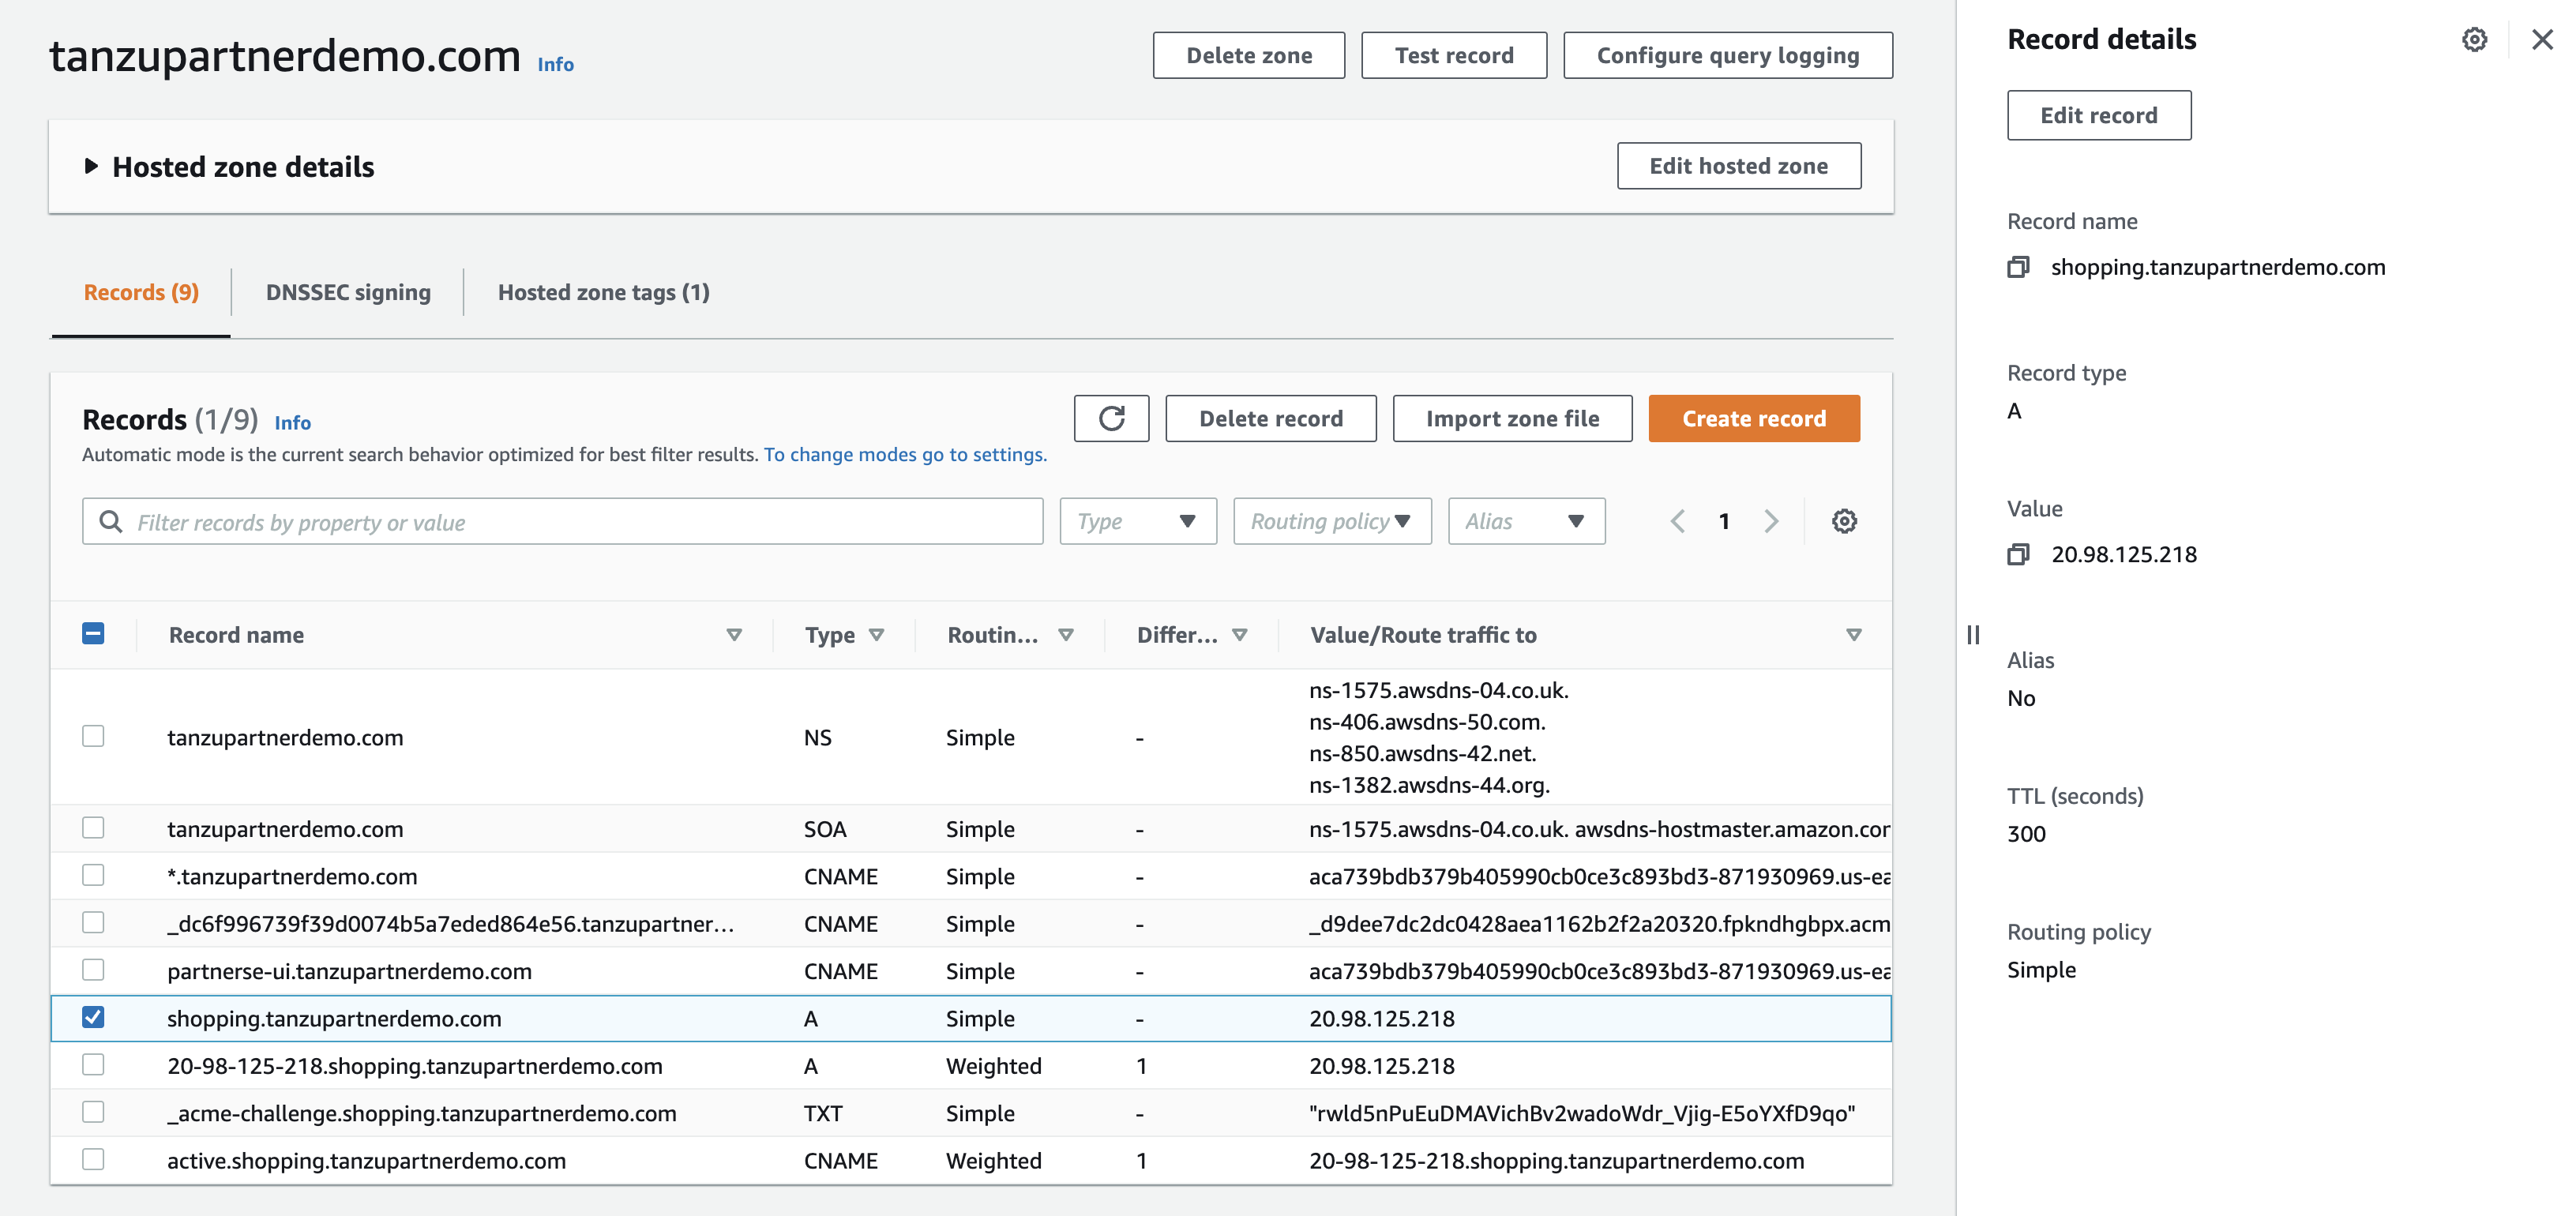 tanzupartnerdemo.com Info
Delete zone
Test record
Configure query logging
Hosted zone details
Edit hosted zone
Records (9)
DNSSEC signing
Hosted zone tags (1)
Records (1/9) Info
Automatic mode is the current search behavior optimized for best filter results. To change modes go to settings.
Delete record
Import zone file
Create record
Filter records by property or value
Type
Routing policy
Alias
1
Record name Type Routin... Differ... Value/Route traffic to
tanzupartnerdemo.com NS Simple - ns-1575.awsdns-04.co.uk.
ns-406.awsdns-50.com.
ns-850.awsdns-42.net.
ns-1382.awsdns-44.org.
tanzupartnerdemo.com SOA Simple - ns-1575.awsdns-04.co.uk. awsdns-hostmaster.amazon.cor
*.tanzupartnerdemo.com CNAME Simple - aca739bdb379b405990cb0ce3c893bd3-871930969.us-ea
_dc6f996739f39d0074b5a7eded864e56.tanzupartner... CNAME Simple - _d9dee7dc2dc0428aea1162b2f2a20320.fpkndhgbpx.acm
partnerse-ui.tanzupartnerdemo.com CNAME Simple - aca739bdb379b405990cb0ce3c893bd3-871930969.us-ea
shopping.tanzupartnerdemo.com A Simple - 20.98.125.218
20-98-125-218.shopping.tanzupartnerdemo.com A Weighted 1 20.98.125.218
_acme-challenge.shopping.tanzupartnerdemo.com TXT Simple - "rwld5nPuEuDMAVichBv2wadoWdr_Vjig-E5oYXfD9qo"
active.shopping.tanzupartnerdemo.com CNAME Weighted 1 20-98-125-218.shopping.tanzupartnerdemo.com
Record details
Edit record
Record name
shopping.tanzupartnerdemo.com
Record type
A
Value
20.98.125.218
Alias
No
TTL (seconds)
300
Routing policy
Simple